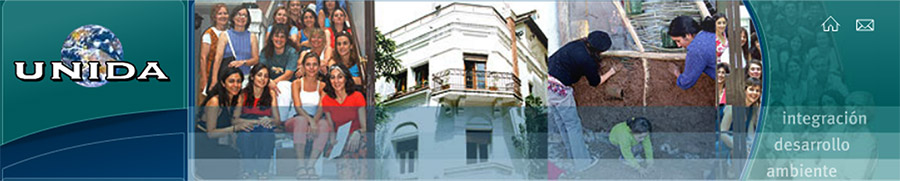 UNIDA
integración
desarrollo
ambiente